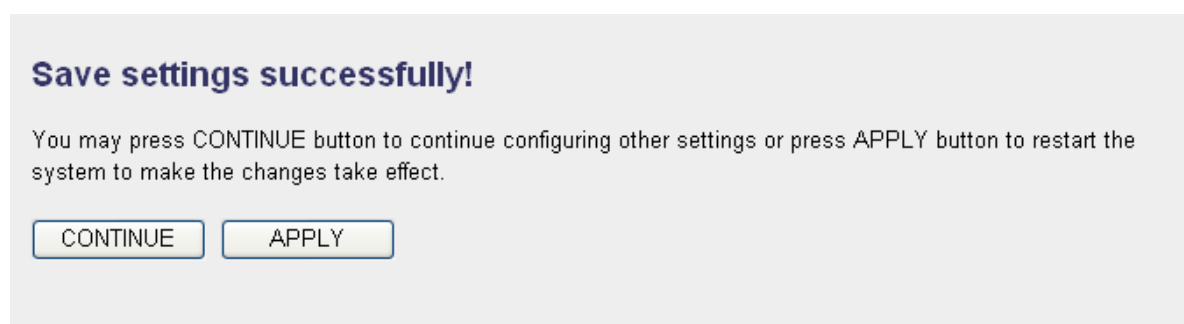 Save settings successfully!
You may press CONTINUE button to continue configuring other settings or press APPLY button to restart the
system to make the changes take effect.
CONTINUE APPLY